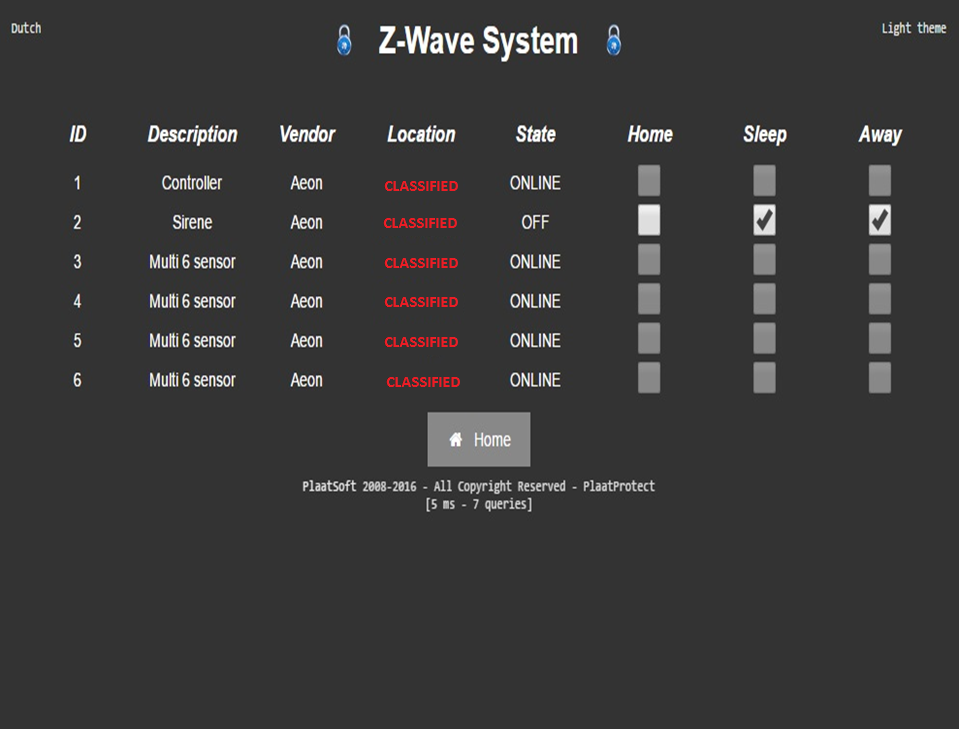 Dutch
Z-Wave System
Light theme
ID Description Vendor Location State Home Sleep Away
1 Controller Aeon CLASSIFIED ONLINE
2 Sirene Aeon CLASSIFIED OFF
3 Multi 6 sensor Aeon CLASSIFIED ONLINE
4 Multi 6 sensor Aeon CLASSIFIED ONLINE
5 Multi 6 sensor Aeon CLASSIFIED ONLINE
6 Multi 6 sensor Aeon CLASSIFIED ONLINE
Home
PlaatSoft 2008-2016 - All Copyright Reserved - PlaatProtect
[5 ms - 7 queries]